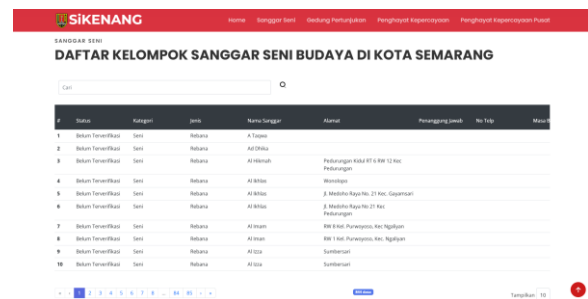 SiKENANG Home Sanggar Seni Gedung Pertunjukan Penghayat Kepercayaan Penghayat Kepercayaan Pusat
SANGGAR SENI
DAFTAR KELOMPOK SANGGAR SENI BUDAYA DI KOTA SEMARANG
Cari
# Status Kategori Jenis Nama Sanggar Alamat Penanggung Jawab No Telp Masa B
1 Belum Terverifikasi Seni Rebana A Taqwa
2 Belum Terverifikasi Seni Rebana Ad Dhika
3 Belum Terverifikasi Seni Rebana Al Hikmah Pedurungan Kidul RT 6 RW 12 Kec
Pedurungan
4 Belum Terverifikasi Seni Rebana Al Ikhlas Wonolopo
5 Belum Terverifikasi Seni Rebana Al Ikhlas Jl. Medoho Raya No. 21 Kec. Gayamsari
6 Belum Terverifikasi Seni Rebana Al Ikhlas Jl. Medoho Raya No 21 Kec
Pedurungan
7 Belum Terverifikasi Seni Rebana Al Imam RW 8 Kel. Purwoyoso, Kec. Ngaliyan
8 Belum Terverifikasi Seni Rebana Al Iman RW 1 Kel. Purwoyoso, Kec. Ngaliyan
9 Belum Terverifikasi Seni Rebana Al Izza Sumbersari
10 Belum Terverifikasi Seni Rebana Al Izza Sumbersari
« ‹ 1 2 3 4 5 6 7 8 ... 84 85 › » Tampilkan 10